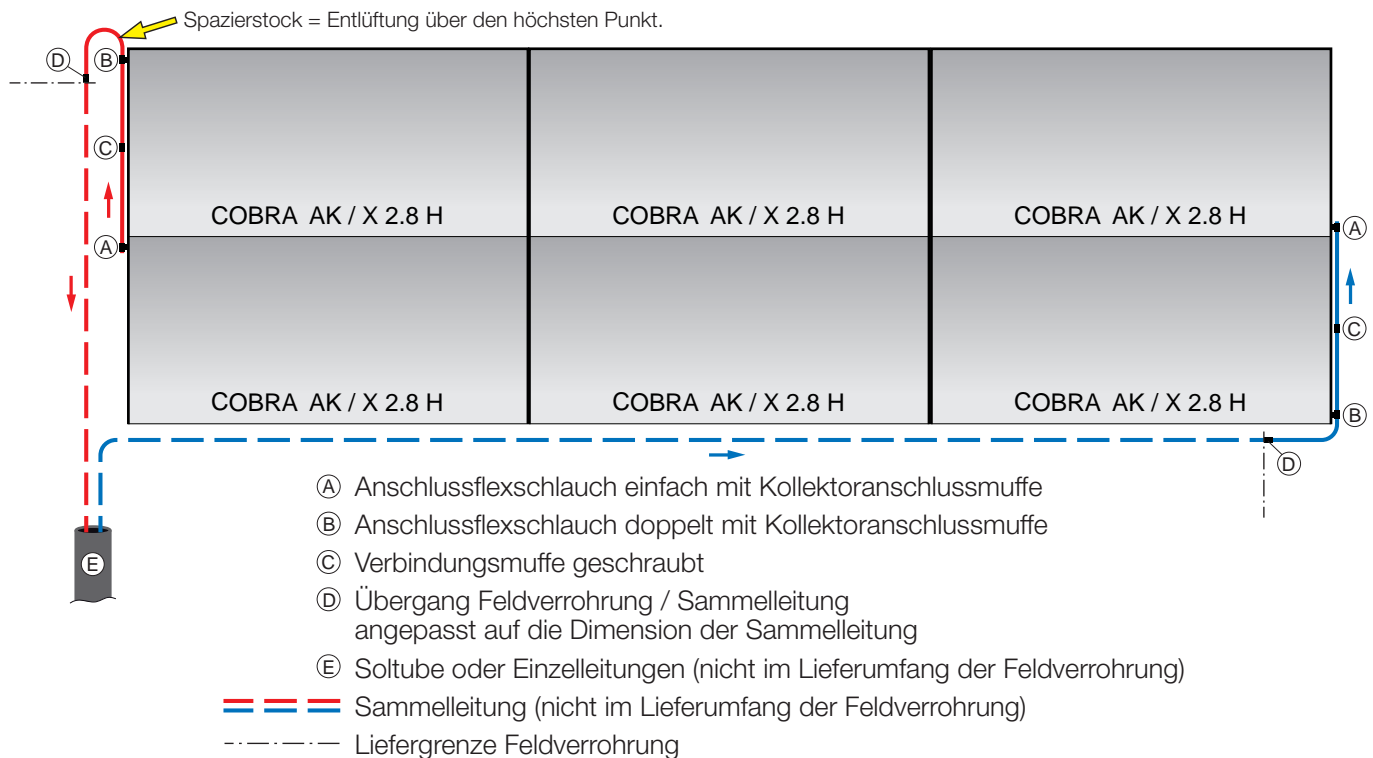 Spazierstock = Entlüftung über den höchsten Punkt.
D
B
C
A
COBRA AK / X 2.8 H
COBRA AK / X 2.8 H
COBRA AK / X 2.8 H
A
C
COBRA AK / X 2.8 H
COBRA AK / X 2.8 H
COBRA AK / X 2.8 H
B
D
E
A Anschlussflexschlauch einfach mit Kollektoranschlussmuffe
B Anschlussflexschlauch doppelt mit Kollektoranschlussmuffe
C Verbindungsmuffe geschraubt
D Übergang Feldverrohrung / Sammelleitung
angepasst auf die Dimension der Sammelleitung
E Soltube oder Einzelleitungen (nicht im Lieferumfang der Feldverrohrung)
Sammelleitung (nicht im Lieferumfang der Feldverrohrung)
Liefergrenze Feldverrohrung